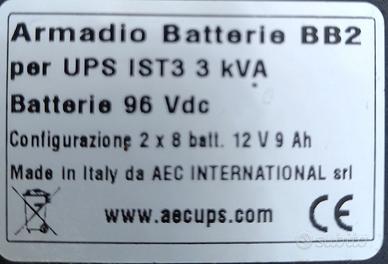 Armadio Batterie BB2
per UPS IST3 3 kVA
Batterie 96 Vdc
Configurazione 2 x 8 batt. 12 V 9 Ah
Made in Italy da AEC INTERNATIONAL srl
www.aecups.com CE
subito